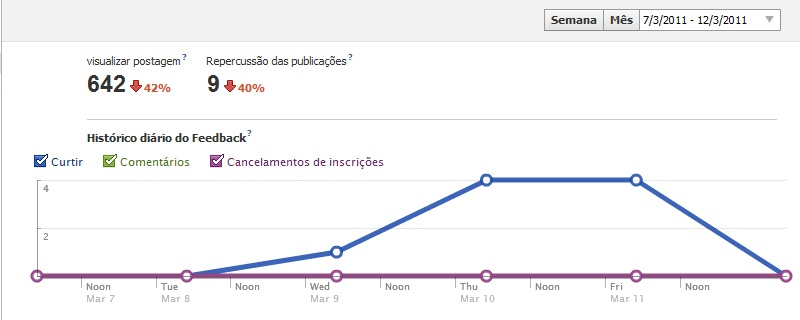 Semana Mês 7/3/2011 - 12/3/2011
visualizar postagem? Repercussão das publicações?
642 42% 9 40%
Histórico diário do Feedback?
Curtir Comentários Cancelamentos de inscrições
4
2
Noon Tue Noon Wed Noon Thu Noon Fri Noon
Mar 7 Mar 8 Mar 9 Mar 10 Mar 11